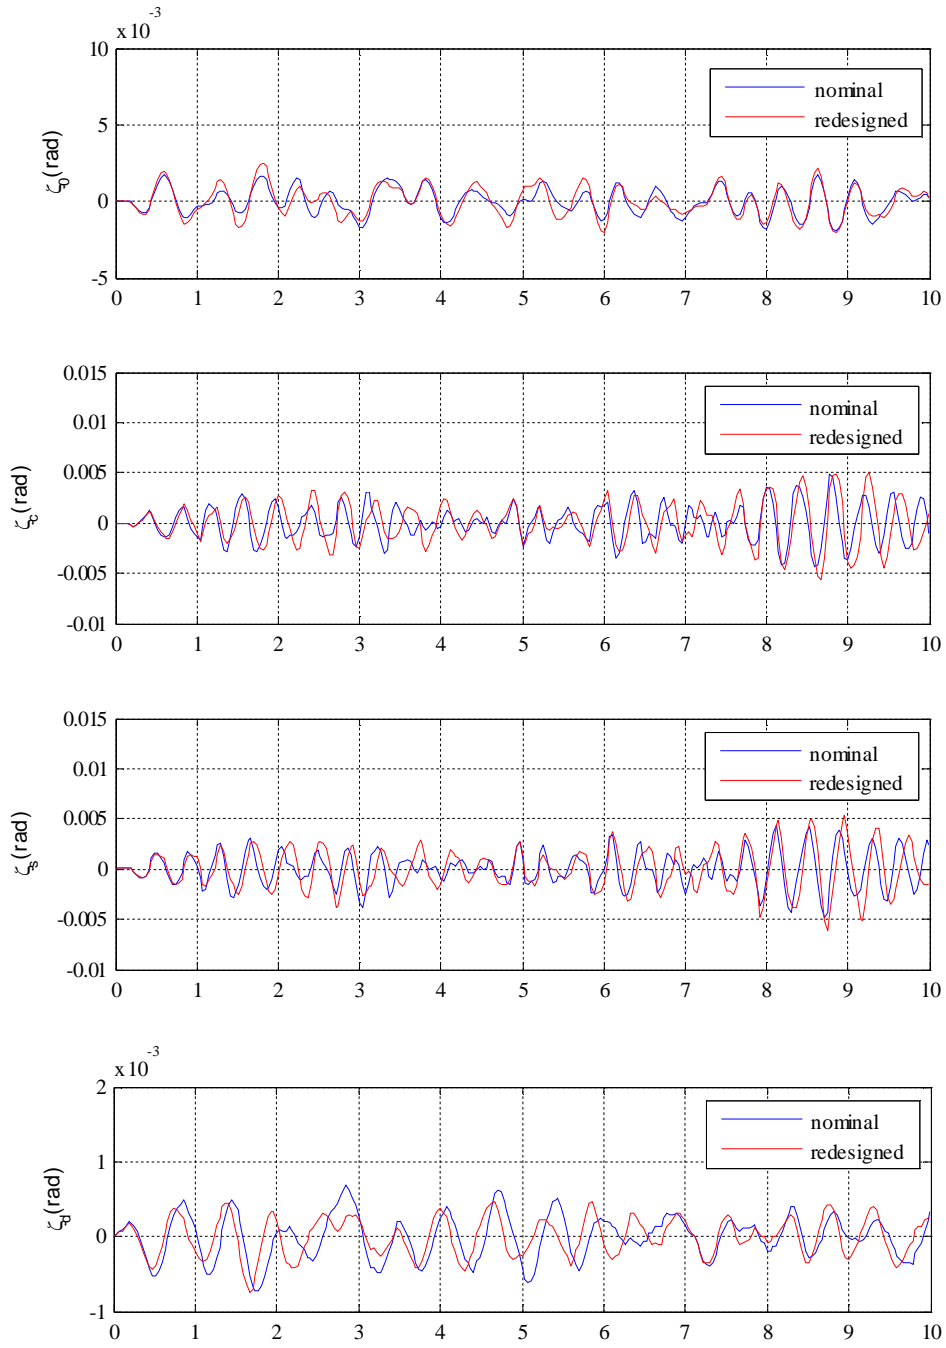 x 10⁻³
10
5
0
-5
ζ₀(rad)
nominal
redesigned
0 1 2 3 4 5 6 7 8 9 10
0.015
0.01
0.005
0
-0.005
-0.01
ζc(rad)
nominal
redesigned
0 1 2 3 4 5 6 7 8 9 10
0.015
0.01
0.005
0
-0.005
-0.01
ζs(rad)
nominal
redesigned
0 1 2 3 4 5 6 7 8 9 10
x 10⁻³
2
1
0
-1
ζd(rad)
nominal
redesigned
0 1 2 3 4 5 6 7 8 9 10